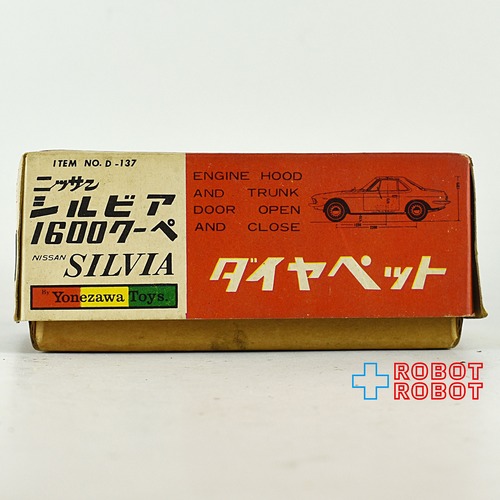 ITEM NO. D-137
ニッサン
シルビア
1600クーペ
NISSAN SILVIA
By Yonezawa Toys.
ENGINE HOOD
AND TRUNK
DOOR OPEN
AND CLOSE
ダイヤペット
ROBOT
ROBOT